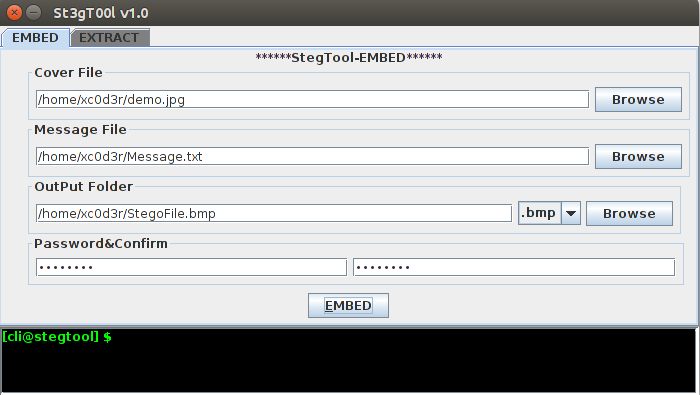 St3gT00l v1.0
EMBED EXTRACT
******StegTool-EMBED******
Cover File
/home/xc0d3r/demo.jpg Browse
Message File
/home/xc0d3r/Message.txt Browse
OutPut Folder
/home/xc0d3r/StegoFile.bmp .bmp Browse
Password&Confirm
•••••••• ••••••••
EMBED
[cli@stegtool] $